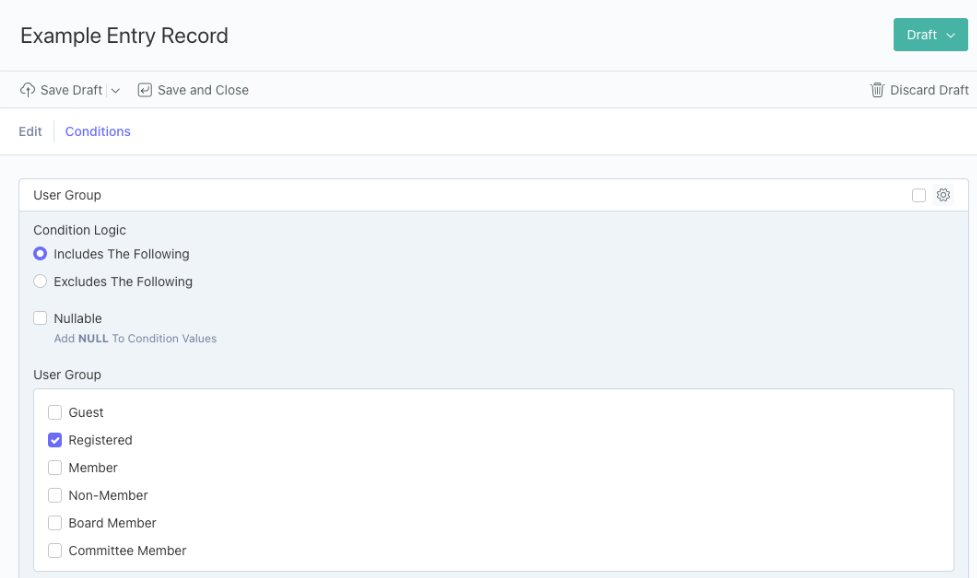 Example Entry Record
Draft
Save Draft
Save and Close
Discard Draft
Edit
Conditions
User Group
Condition Logic
Includes The Following
Excludes The Following
Nullable
Add NULL To Condition Values
User Group
Guest
Registered
Member
Non-Member
Board Member
Committee Member